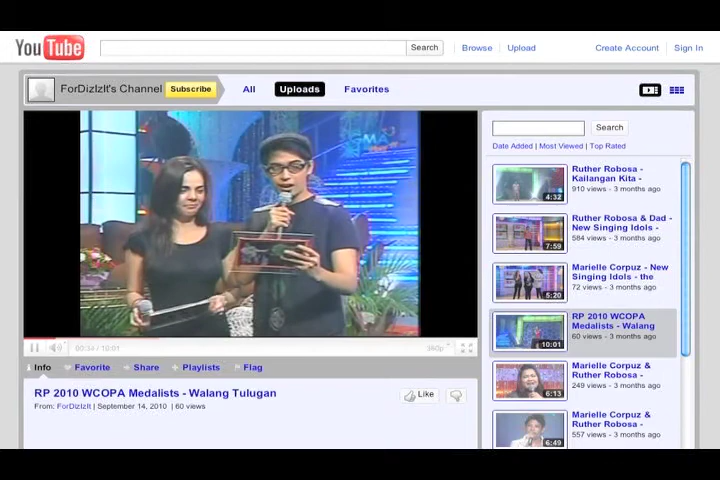 YouTube
Search
Browse
Upload
Create Account
Sign In
ForDizIzIt's Channel
Subscribe
All
Uploads
Favorites
GMA
Search
Date Added | Most Viewed | Top Rated
Ruther Robosa -
Kailangan Kita -
910 views - 3 months ago
4:32
Ruther Robosa & Dad -
New Singing Idols -
584 views - 3 months ago
7:59
Marielle Corpuz - New
Singing Idols - the
72 views - 3 months ago
5:20
RP 2010 WCOPA
Medalists - Walang
60 views - 3 months ago
10:01
Marielle Corpuz &
Ruther Robosa -
249 views - 3 months ago
6:13
Marielle Corpuz &
Ruther Robosa -
557 views - 3 months ago
6:49
00:34 / 10:01
360p
Info
Favorite
Share
Playlists
Flag
RP 2010 WCOPA Medalists - Walang Tulugan
From: ForDizIzIt | September 14, 2010 | 60 views
Like